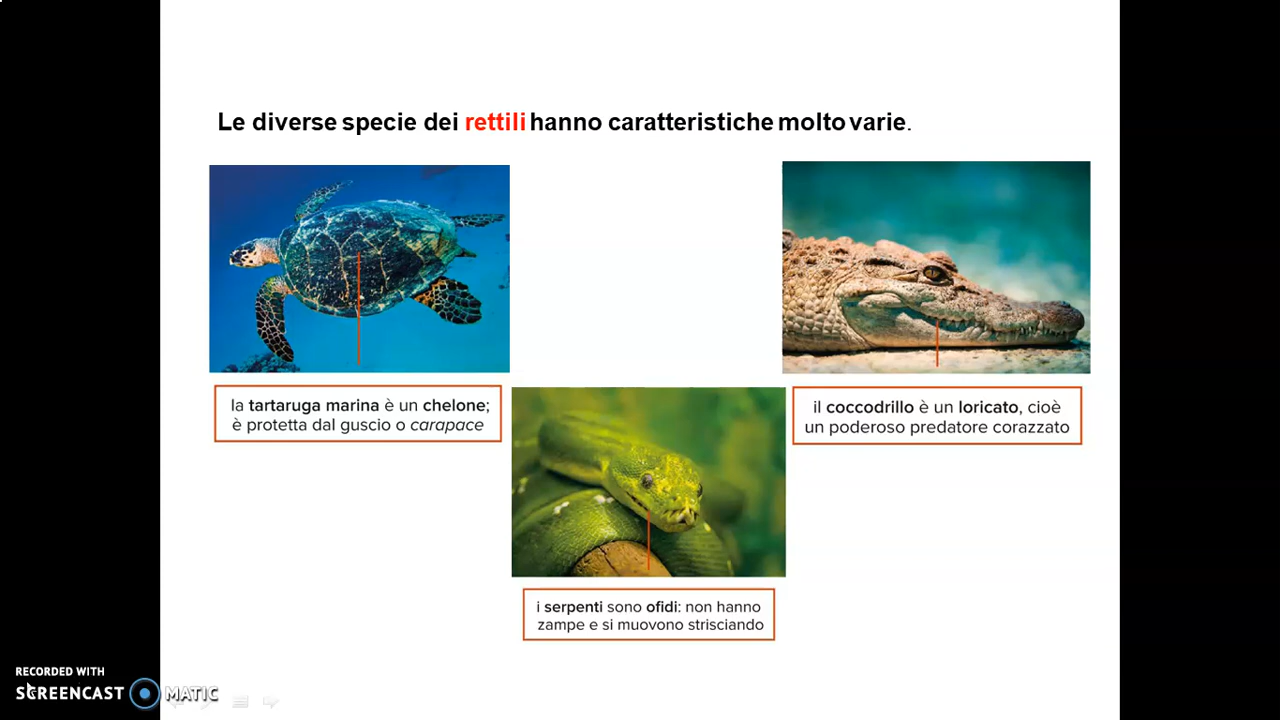 Le diverse specie dei rettili hanno caratteristiche molto varie.
la tartaruga marina è un chelone;
è protetta dal guscio o carapace
il coccodrillo è un loricato, cioè
un poderoso predatore corazzato
i serpenti sono ofidi: non hanno
zampe e si muovono strisciando
RECORDED WITH
SCREENCAST MATIC